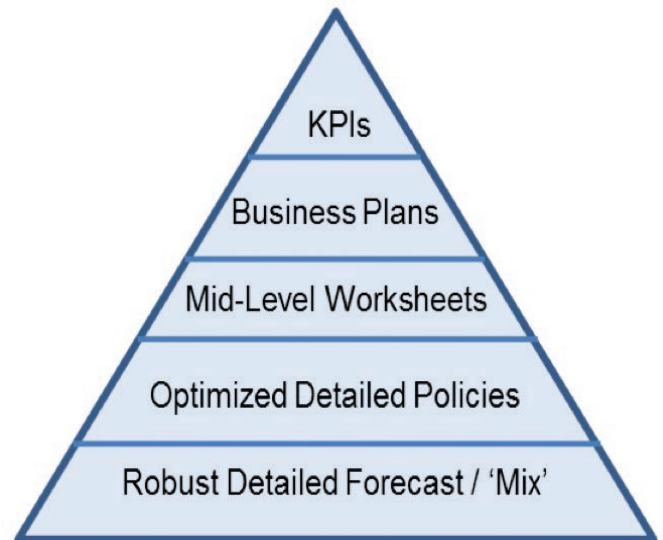 KPIs
Business Plans
Mid-Level Worksheets
Optimized Detailed Policies
Robust Detailed Forecast / ‘Mix’